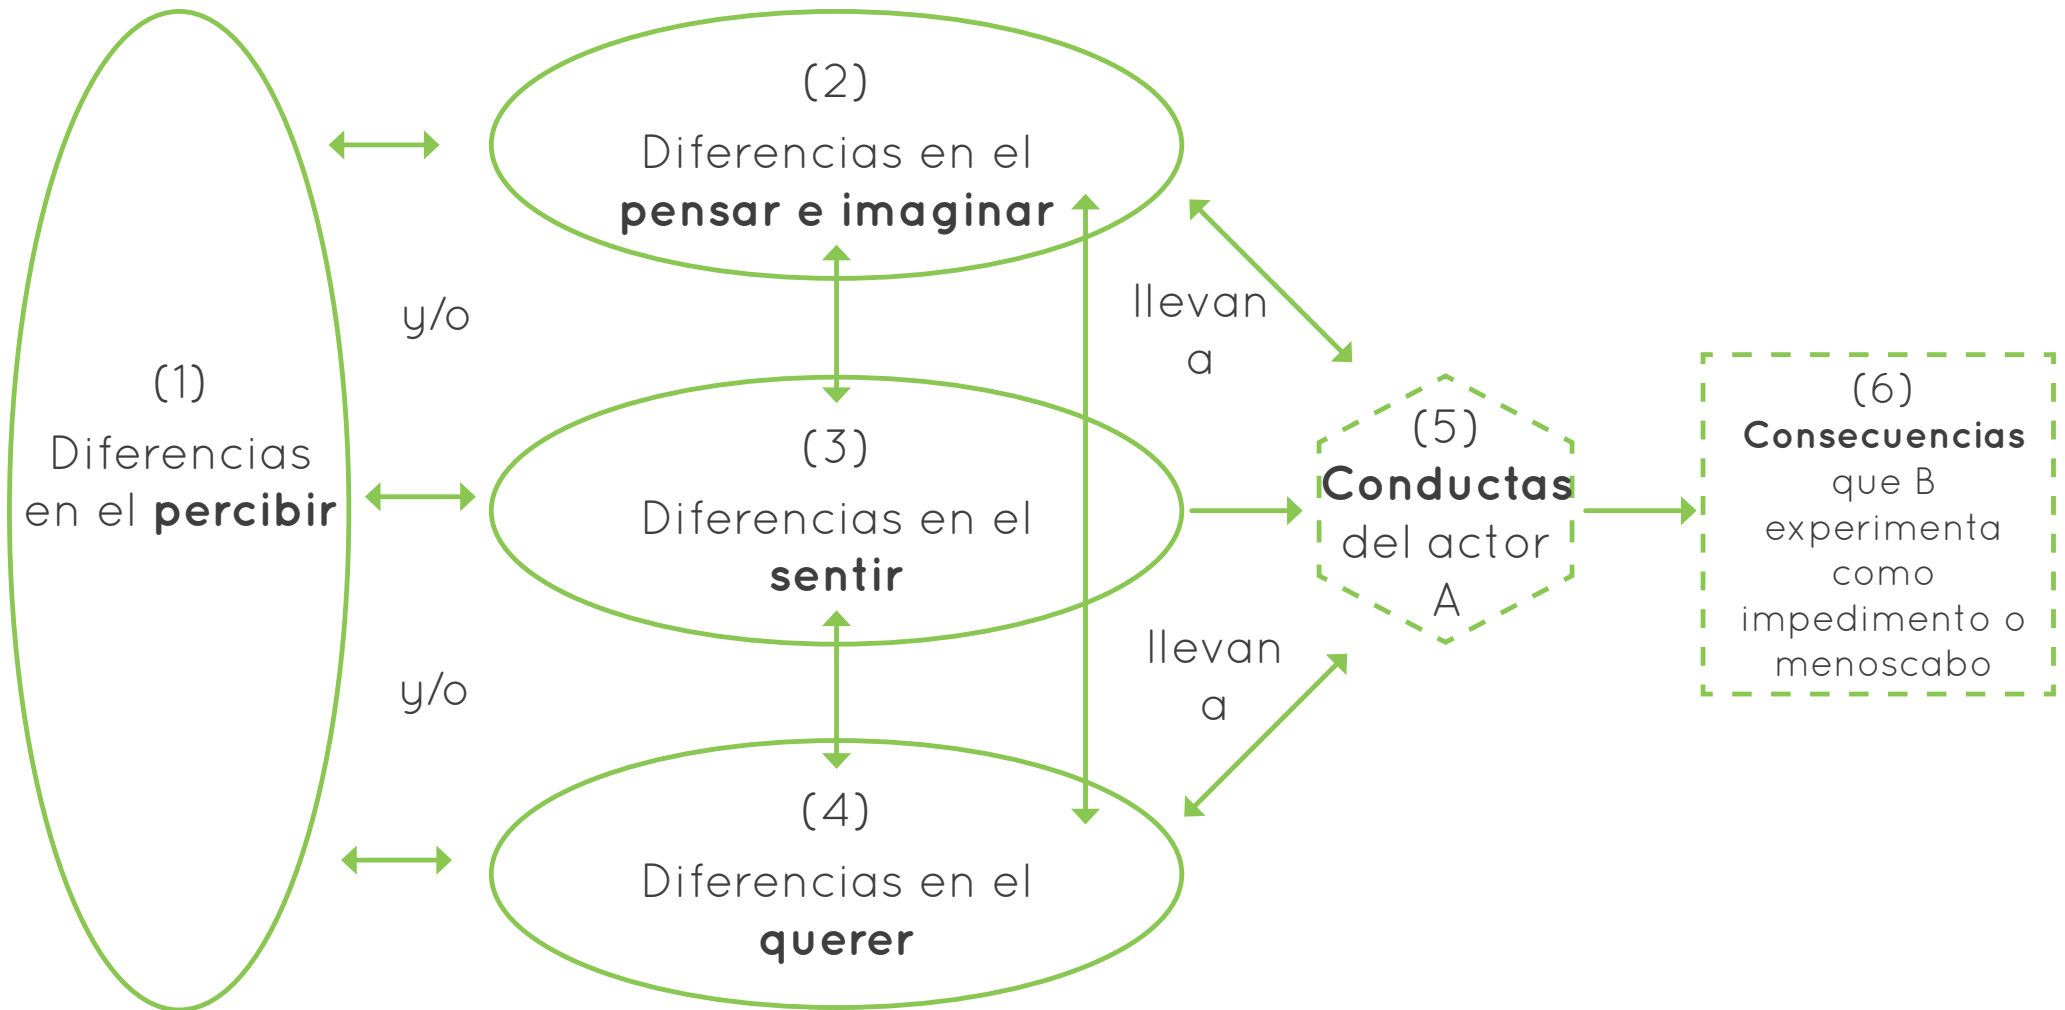 (1)
Diferencias
en el percibir
y/o
y/o
(2)
Diferencias en el
pensar e imaginar
(3)
Diferencias en el
sentir
(4)
Diferencias en el
querer
llevan
a
llevan
a
(5)
Conductas
del actor
A
(6)
Consecuencias
que B
experimenta
como
impedimento o
menoscabo